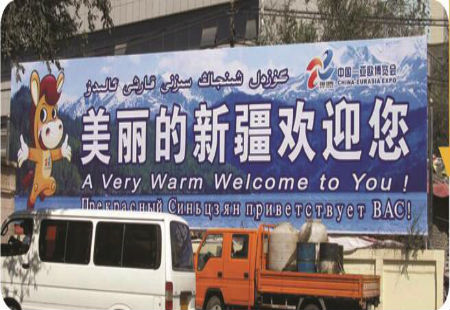 گۈزەل شىنجاڭ سىزنى قارشى ئالىدۇ
中国—亚欧博览会
CHINA-EURASIA EXPO
美丽的新疆欢迎您
A Very Warm Welcome to You !
Прекрасный Синьцзян приветствует ВАС!